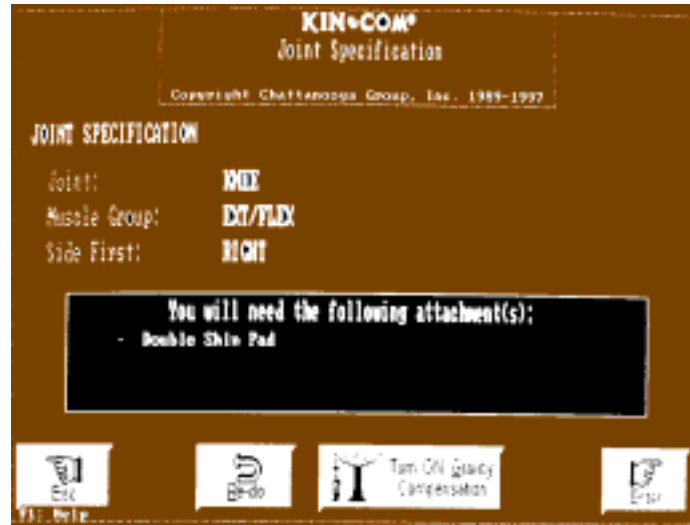 KIN•COM®
Joint Specification
Copyright Chattanooga Group, Inc. 1989-1997
JOINT SPECIFICATION
Joint: KNEE
Muscle Group: EXT/FLEX
Side First: RIGHT
You will need the following attachment(s):
- Double Shin Pad
Esc
Re-do
Turn ON Gravity
Compensation
Enter
F1: Help